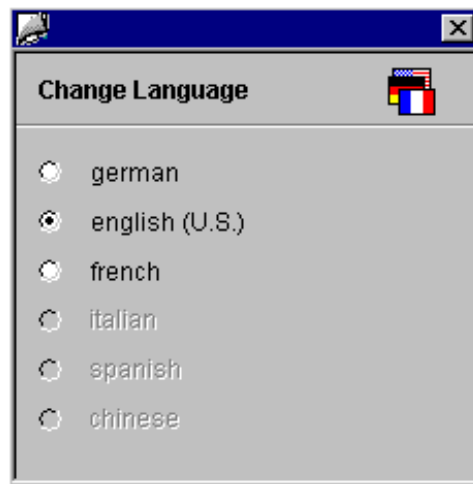 Change Language
german
english (U.S.)
french
italian
spanish
chinese